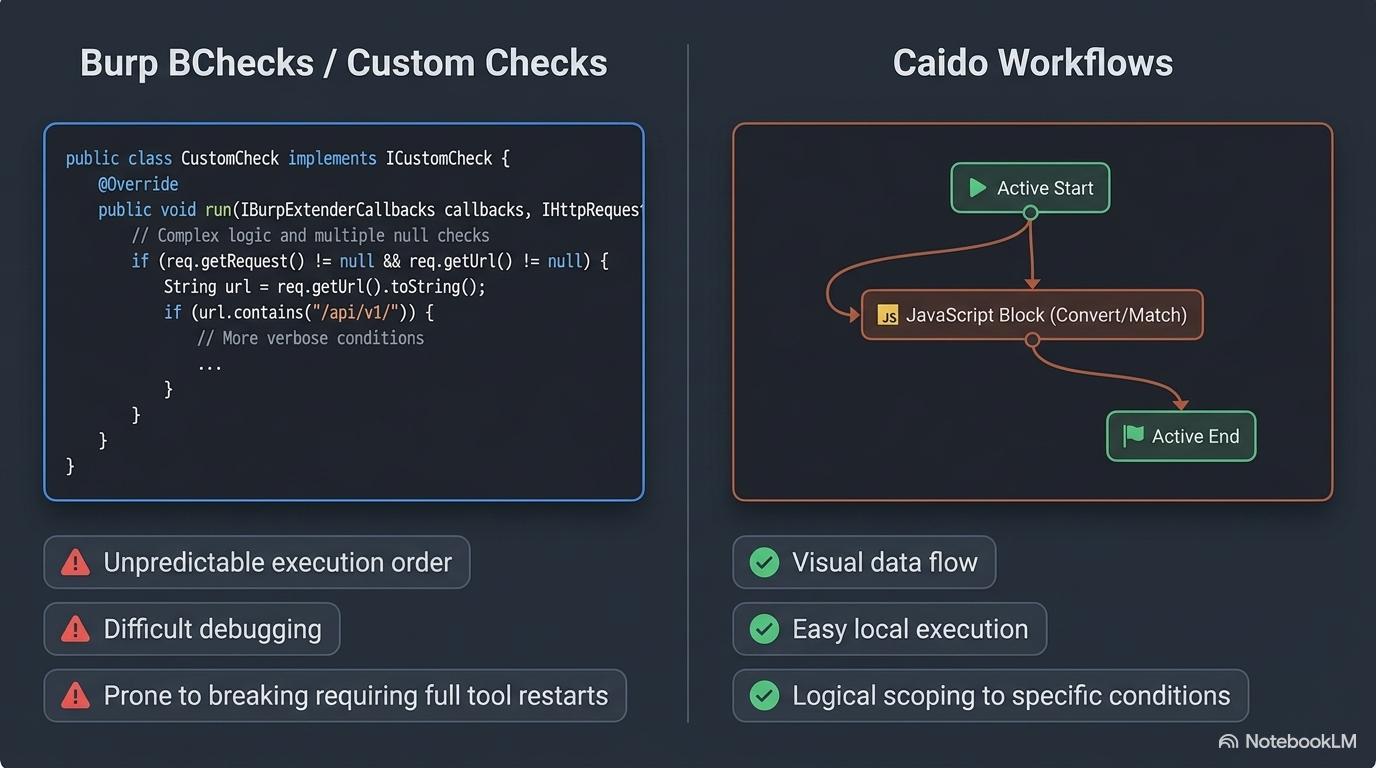 Burp BChecks / Custom Checks
public class CustomCheck implements ICustomCheck {
@Override
public void run(IBurpExtenderCallbacks callbacks, IHttpRequest
// Complex logic and multiple null checks
if (req.getRequest() != null && req.getUrl() != null) {
String url = req.getUrl().toString();
if (url.contains("/api/v1/")) {
// More verbose conditions
...
}
}
}
}
Unpredictable execution order
Difficult debugging
Prone to breaking requiring full tool restarts
Caido Workflows
Active Start
JS JavaScript Block (Convert/Match)
Active End
Visual data flow
Easy local execution
Logical scoping to specific conditions
NotebookLM